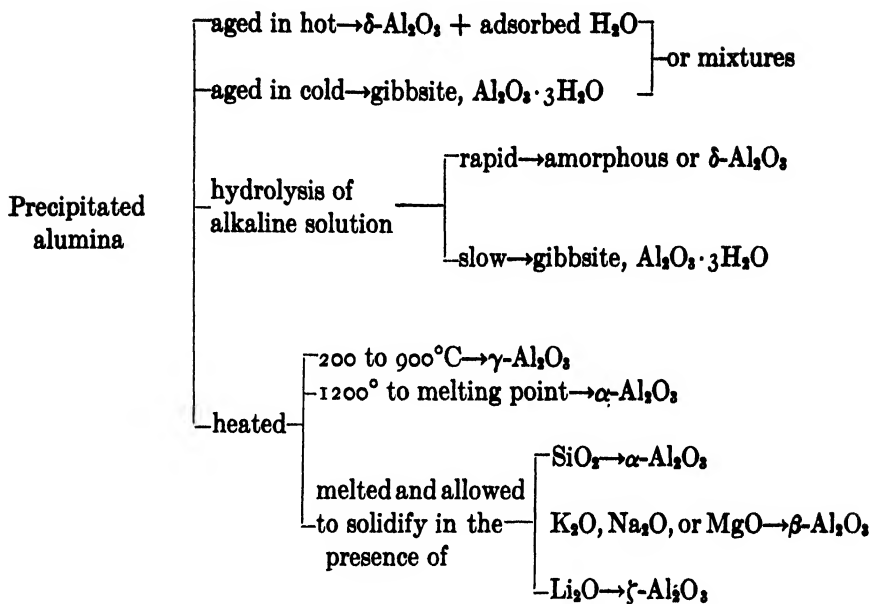 aged in hot→δ-Al₂O₃ + adsorbed H₂O
or mixtures
aged in cold→gibbsite, Al₂O₃·3H₂O
Precipitated
alumina
hydrolysis of
alkaline solution
rapid→amorphous or δ-Al₂O₃
slow→gibbsite, Al₂O₃·3H₂O
heated
200 to 900°C→γ-Al₂O₃
1200° to melting point→α-Al₂O₃
melted and allowed
to solidify in the
presence of
SiO₂→α-Al₂O₃
K₂O, Na₂O, or MgO→β-Al₂O₃
Li₂O→ζ-Al₂O₃